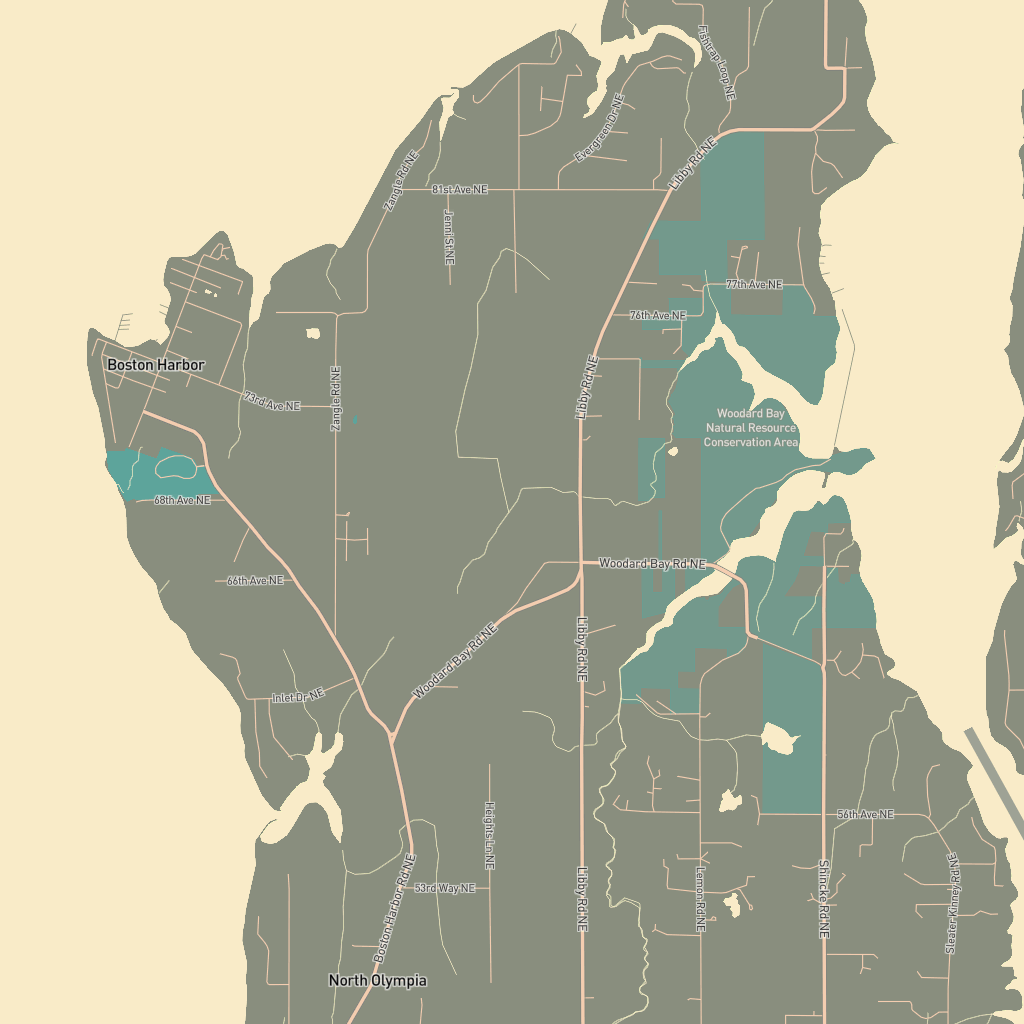 Fishtrap Loop NE
Evergreen Dr NE
Libby Rd NE
Zangle Rd NE
81st Ave NE
Jenni St NE
77th Ave NE
76th Ave NE
Boston Harbor
Libby Rd NE
Zangle Rd NE
73rd Ave NE
Woodard Bay
Natural Resource
Conservation Area
68th Ave NE
Woodard Bay Rd NE
66th Ave NE
Libby Rd NE
Woodard Bay Rd NE
Inlet Dr NE
56th Ave NE
Heights Ln NE
53rd Way NE
Boston Harbor Rd NE
Libby Rd NE
Lemon Rd NE
Shincke Rd NE
Sleater Kinney Rd NE
North Olympia